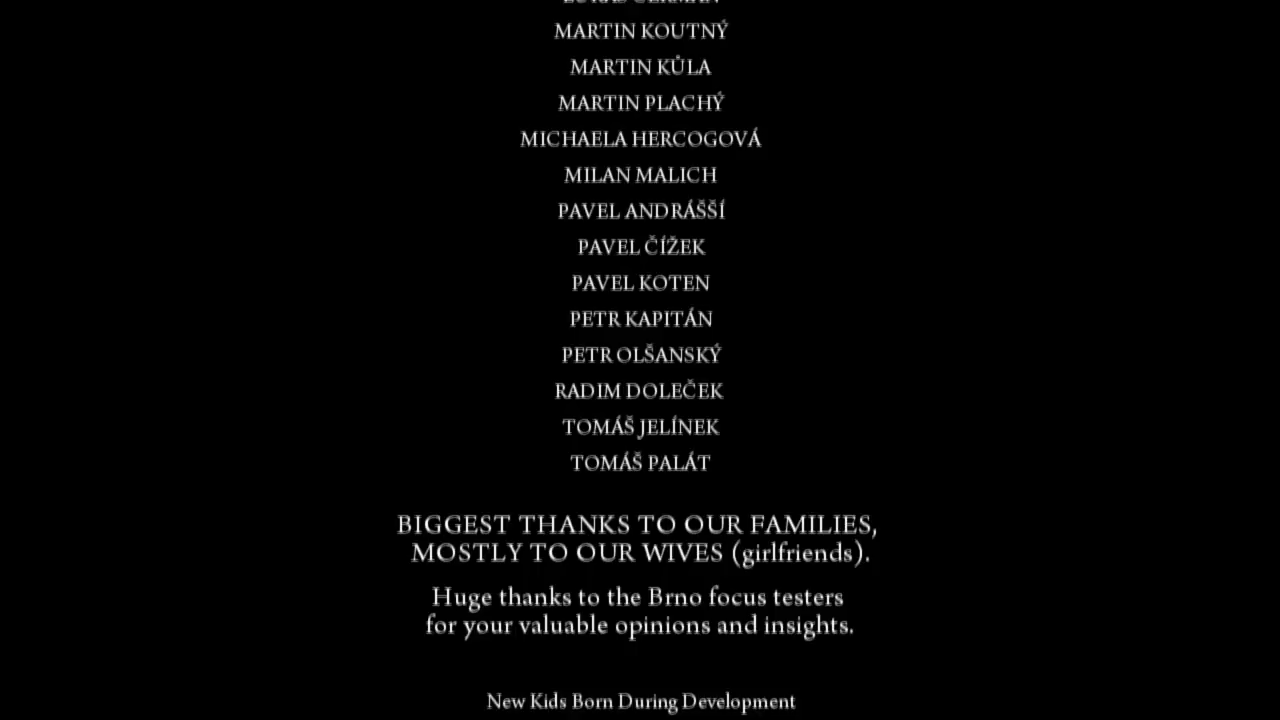 MARTIN KOUTNÝ
MARTIN KŮLA
MARTIN PLACHÝ
MICHAELA HERCOGOVÁ
MILAN MALICH
PAVEL ANDRÁŠŠÍ
PAVEL ČÍŽEK
PAVEL KOTEN
PETR KAPITÁN
PETR OLŠANSKÝ
RADIM DOLEČEK
TOMÁŠ JELÍNEK
TOMÁŠ PALÁT
BIGGEST THANKS TO OUR FAMILIES,
MOSTLY TO OUR WIVES (girlfriends).
Huge thanks to the Brno focus testers
for your valuable opinions and insights.
New Kids Born During Development